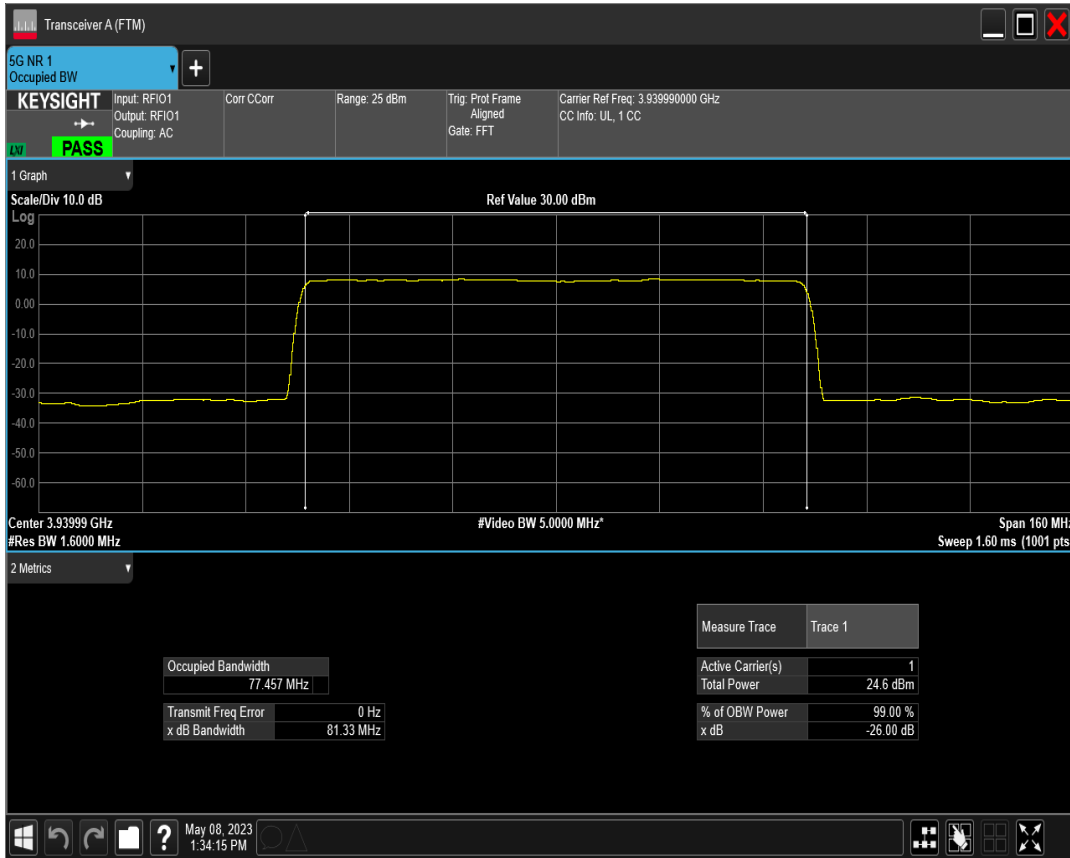 Transceiver A (FTM)
5G NR 1
Occupied BW
+
KEYSIGHT
LXI
PASS
Input: RFIO1
Output: RFIO1
Coupling: AC
Corr CCorr
Range: 25 dBm
Trig: Prot Frame
Aligned
Gate: FFT
Carrier Ref Freq: 3.939990000 GHz
CC Info: UL, 1 CC
1 Graph
Scale/Div 10.0 dB
Ref Value 30.00 dBm
Log
20.0
10.0
0.00
-10.0
-20.0
-30.0
-40.0
-50.0
-60.0
Center 3.93999 GHz
#Video BW 5.0000 MHz*
Span 160 MHz
#Res BW 1.6000 MHz
Sweep 1.60 ms (1001 pts
2 Metrics
Measure Trace Trace 1
Occupied Bandwidth
77.457 MHz
Active Carrier(s) 1
Total Power 24.6 dBm
Transmit Freq Error 0 Hz
x dB Bandwidth 81.33 MHz
% of OBW Power 99.00 %
x dB -26.00 dB
?
May 08, 2023
1:34:15 PM